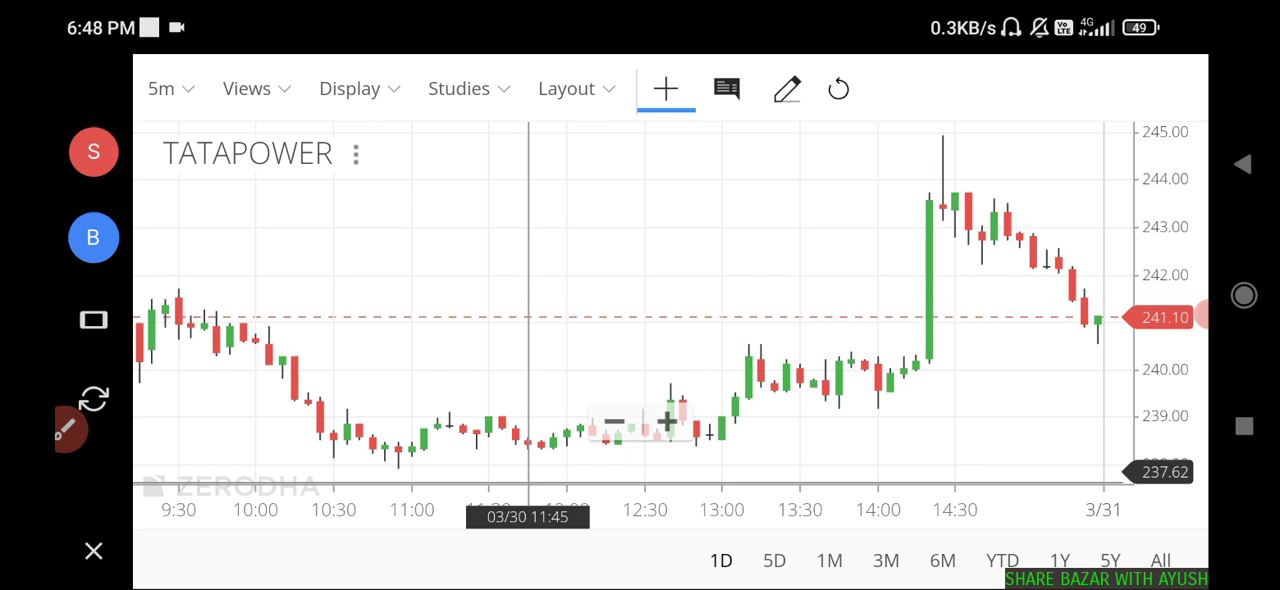 6:48 PM
0.3KB/s Vo LTE 4G 49
5m Views Display Studies Layout
S
TATAPOWER
B
245.00
244.00
243.00
242.00
241.10
240.00
239.00
237.62
ZERODHA
9:30 10:00 10:30 11:00 12:30 13:00 13:30 14:00 14:30 3/31
03/30 11:45
1D 5D 1M 3M 6M YTD 1Y 5Y All
SHARE BAZAR WITH AYUSH